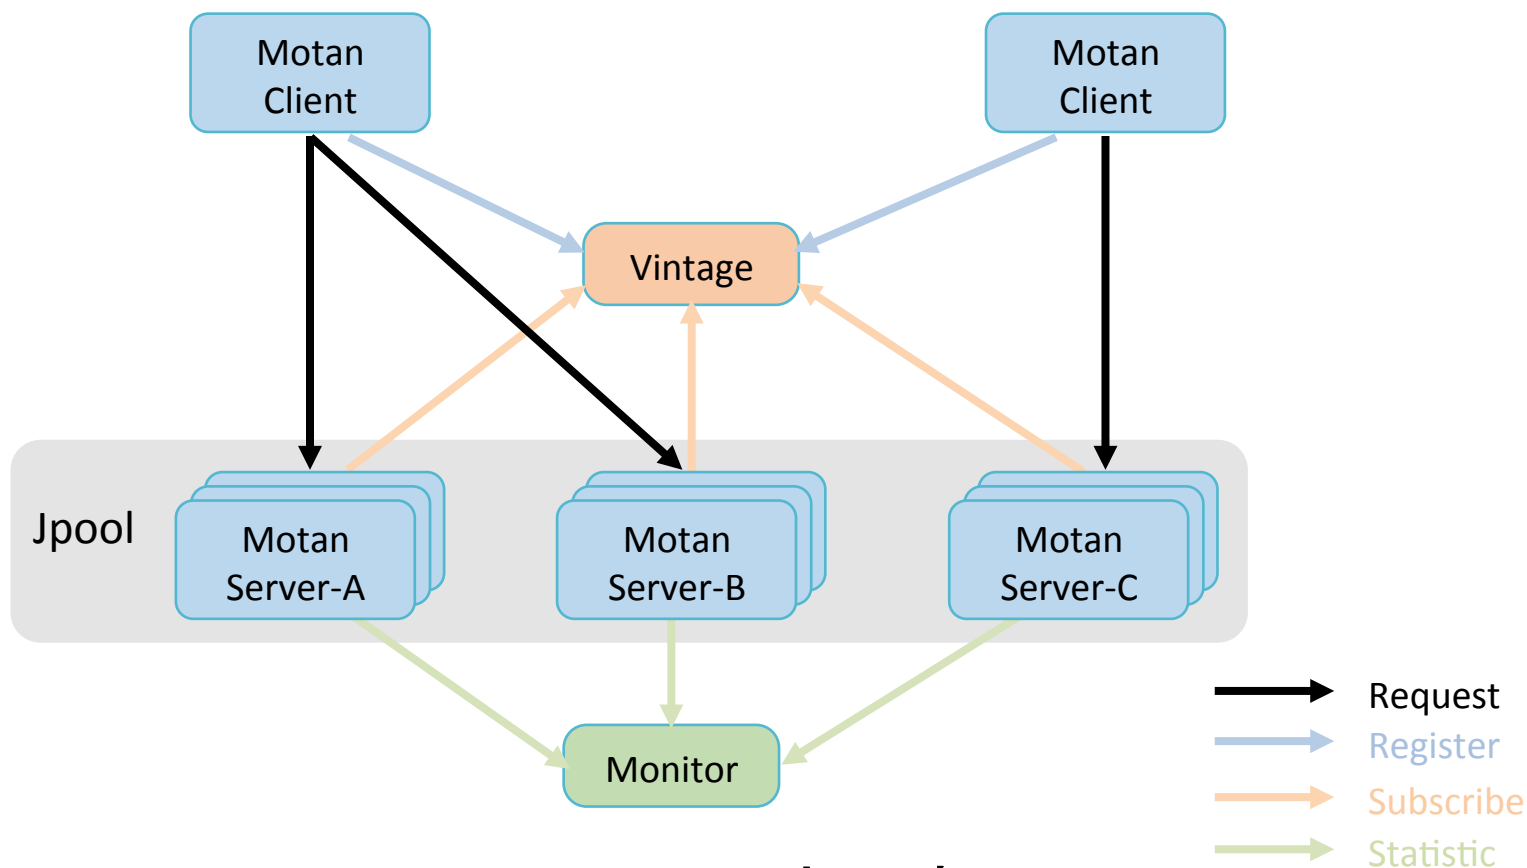 Motan
Client
Motan
Client
Vintage
Jpool
Motan
Server-A
Motan
Server-B
Motan
Server-C
Monitor
Request
Register
Subscribe
Statistic